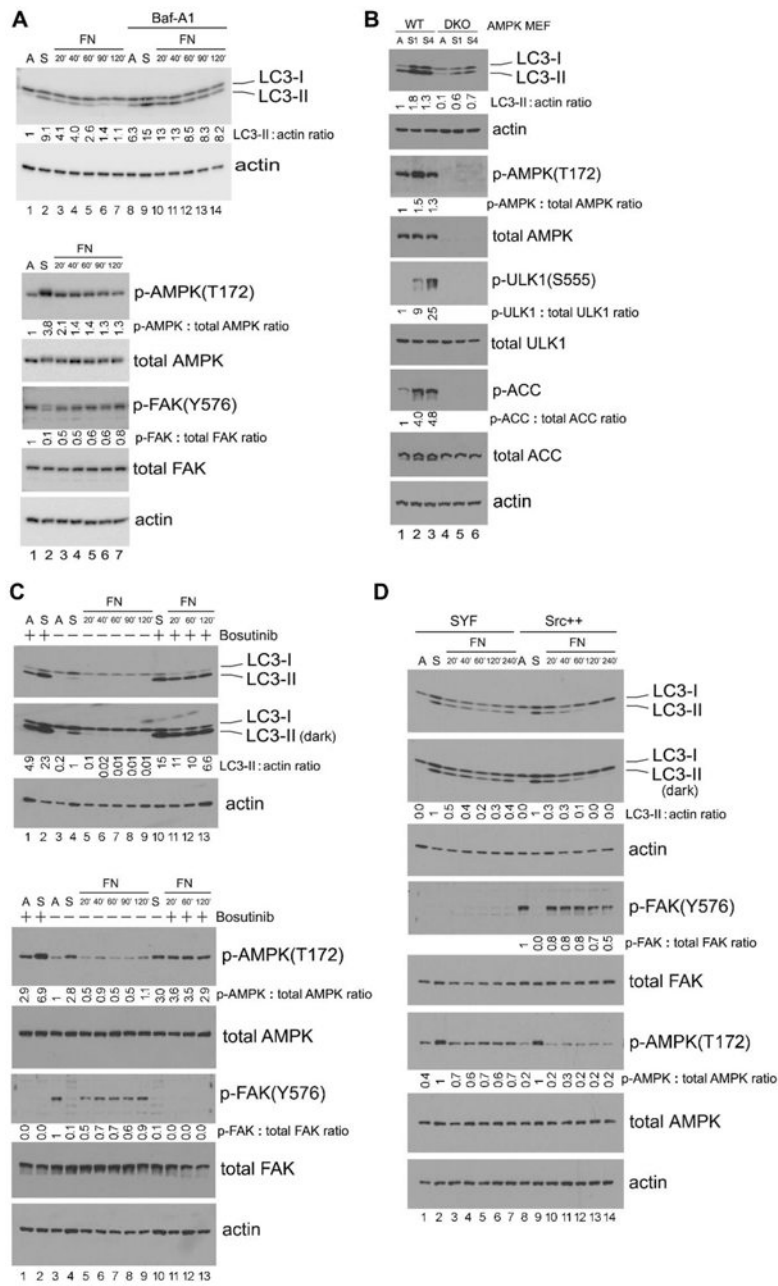 A
Baf-A1
FN FN
A S 20' 40' 60' 90' 120' A S 20' 40' 60' 90' 120'
LC3-I
LC3-II
1 9.1 4.1 4.0 2.6 1.4 1.1 6.3 15 13 13 8.5 8.3 8.2 LC3-II : actin ratio
actin
1 2 3 4 5 6 7 8 9 10 11 12 13 14
FN
A S 20' 40' 60' 90' 120'
p-AMPK(T172)
1 3.8 2.1 1.4 1.4 1.3 1.3 p-AMPK : total AMPK ratio
total AMPK
p-FAK(Y576)
1 0.1 0.5 0.5 0.6 0.6 0.8 p-FAK : total FAK ratio
total FAK
actin
1 2 3 4 5 6 7
B
WT DKO AMPK MEF
A S1 S4 A S1 S4
LC3-I
LC3-II
1 1.8 1.3 0.1 0.6 0.7 LC3-II : actin ratio
actin
p-AMPK(T172)
1 1.5 1.3 p-AMPK : total AMPK ratio
total AMPK
p-ULK1(S555)
1 9 25 p-ULK1 : total ULK1 ratio
total ULK1
p-ACC
1 4.0 4.8 p-ACC : total ACC ratio
total ACC
actin
1 2 3 4 5 6
C
FN FN
A S A S 20' 40' 60' 90' 120' S 20' 60' 120'
+ + − − − − − − − + + + + Bosutinib
LC3-I
LC3-II
LC3-I
LC3-II (dark)
4.9 23 0.2 1 0.1 0.02 0.01 0.01 0.01 15 11 10 6.6 LC3-II : actin ratio
actin
1 2 3 4 5 6 7 8 9 10 11 12 13
FN FN
A S A S 20' 40' 60' 90' 120' S 20' 60' 120'
+ + − − − − − − − − + + + Bosutinib
p-AMPK(T172)
2.9 6.9 1 2.8 0.5 0.9 0.5 0.5 1.1 3.0 3.6 3.5 2.9 p-AMPK : total AMPK ratio
total AMPK
p-FAK(Y576)
0.0 0.0 1 0.1 0.5 0.7 0.7 0.6 0.9 0.1 0.0 0.0 0.0 p-FAK : total FAK ratio
total FAK
actin
1 2 3 4 5 6 7 8 9 10 11 12 13
D
SYF Src++
FN FN
A S 20' 40' 60' 120' 240' A S 20' 40' 60' 120' 240'
LC3-I
LC3-II
LC3-I
LC3-II
(dark)
0.0 1 0.5 0.4 0.2 0.3 0.4 0.0 1 0.3 0.3 0.1 0.0 0.0
LC3-II : actin ratio
actin
p-FAK(Y576)
1 0.0 0.8 0.8 0.8 0.7 0.5
p-FAK : total FAK ratio
total FAK
p-AMPK(T172)
0.4 1 0.7 0.6 0.7 0.6 0.7 0.2 1 0.2 0.3 0.2 0.2 0.2
p-AMPK : total AMPK ratio
total AMPK
actin
1 2 3 4 5 6 7 8 9 10 11 12 13 14